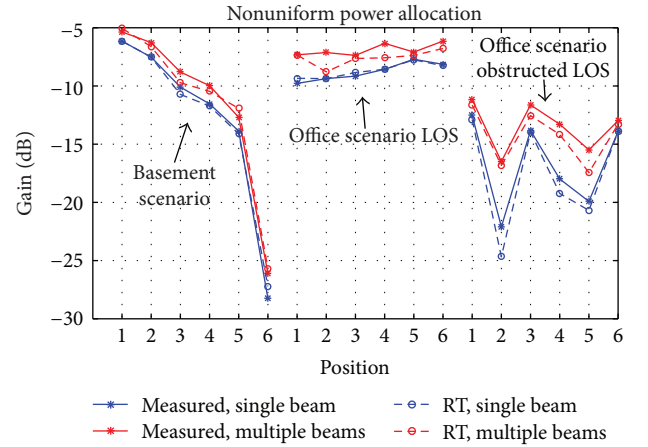 Nonuniform power allocation
−5
−10
−15
−20
−25
−30
Gain (dB)
Basement
scenario
Office scenario LOS
Office scenario
obstructed LOS
1 2 3 4 5 6 1 2 3 4 5 6 1 2 3 4 5 6
Position
Measured, single beam
Measured, multiple beams
RT, single beam
RT, multiple beams